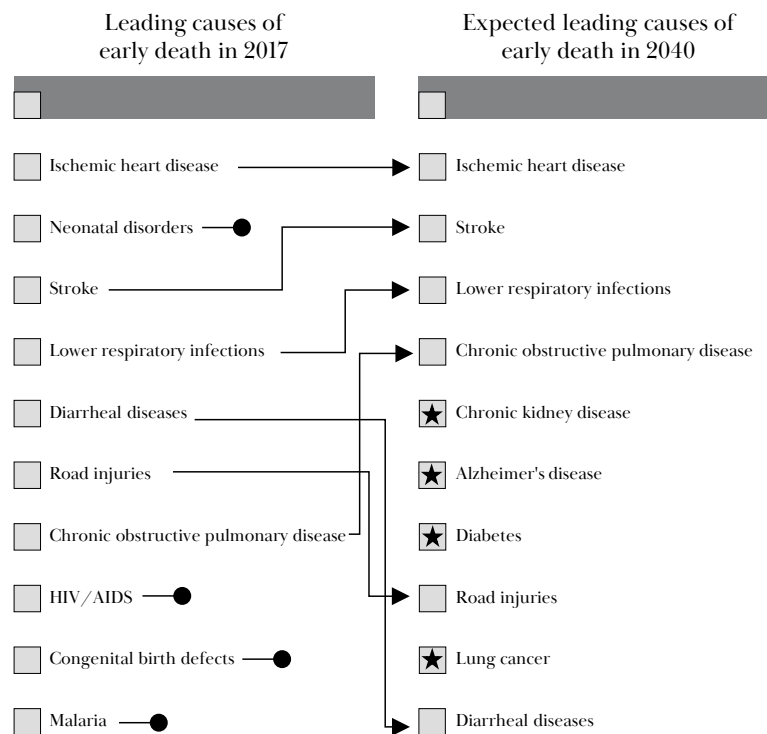 Leading causes of
early death in 2017
Expected leading causes of
early death in 2040
Ischemic heart disease
Neonatal disorders
Stroke
Lower respiratory infections
Diarrheal diseases
Road injuries
Chronic obstructive pulmonary disease
HIV/AIDS
Congenital birth defects
Malaria
Ischemic heart disease
Stroke
Lower respiratory infections
Chronic obstructive pulmonary disease
Chronic kidney disease
Alzheimer's disease
Diabetes
Road injuries
Lung cancer
Diarrheal diseases